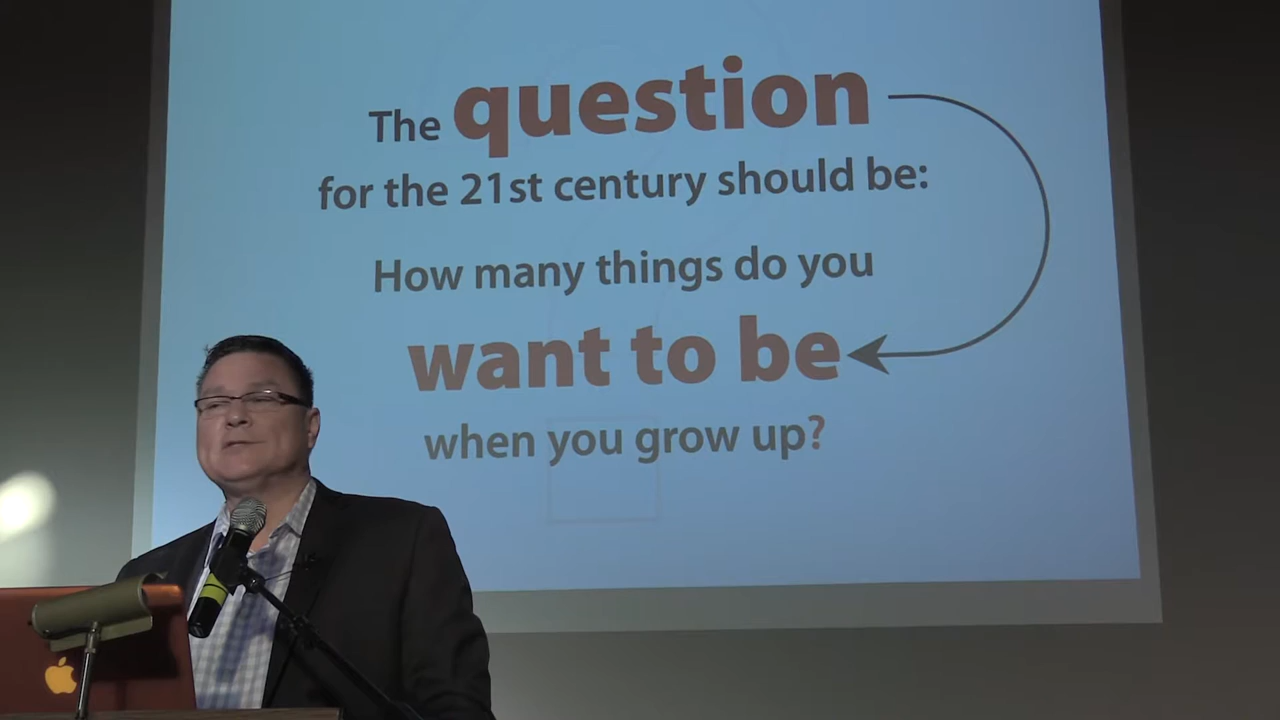 The question
for the 21st century should be:
How many things do you
want to be
when you grow up?